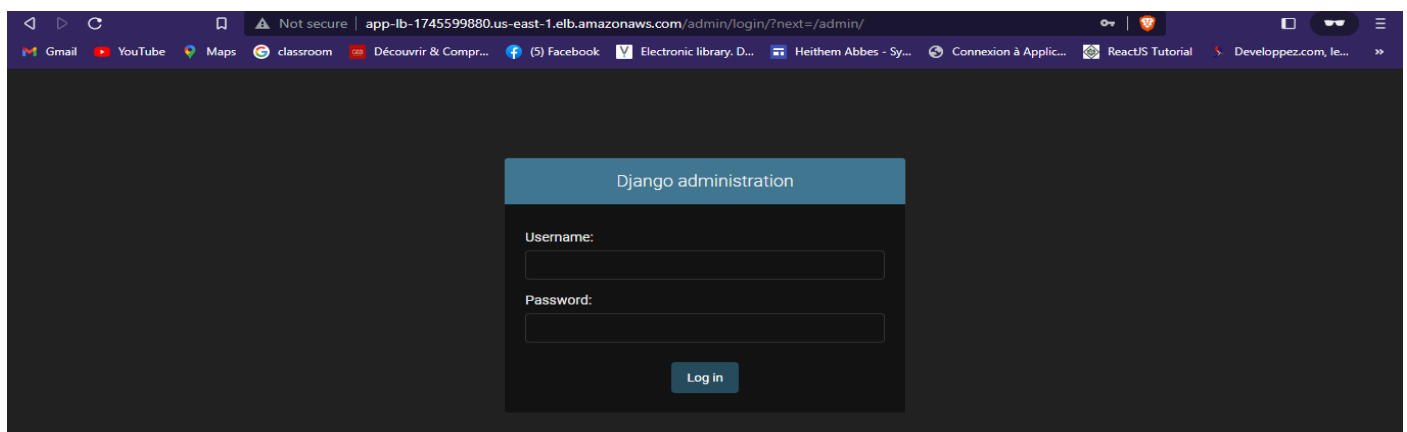 Not secure | app-lb-1745599880.us-east-1.elb.amazonaws.com/admin/login/?next=/admin/
Gmail YouTube Maps classroom Découvrir & Compr... (5) Facebook Electronic library. D... Heithem Abbes - Sy... Connexion à Applic... ReactJS Tutorial Developpez.com, le... »
Django administration
Username:
Password:
Log in